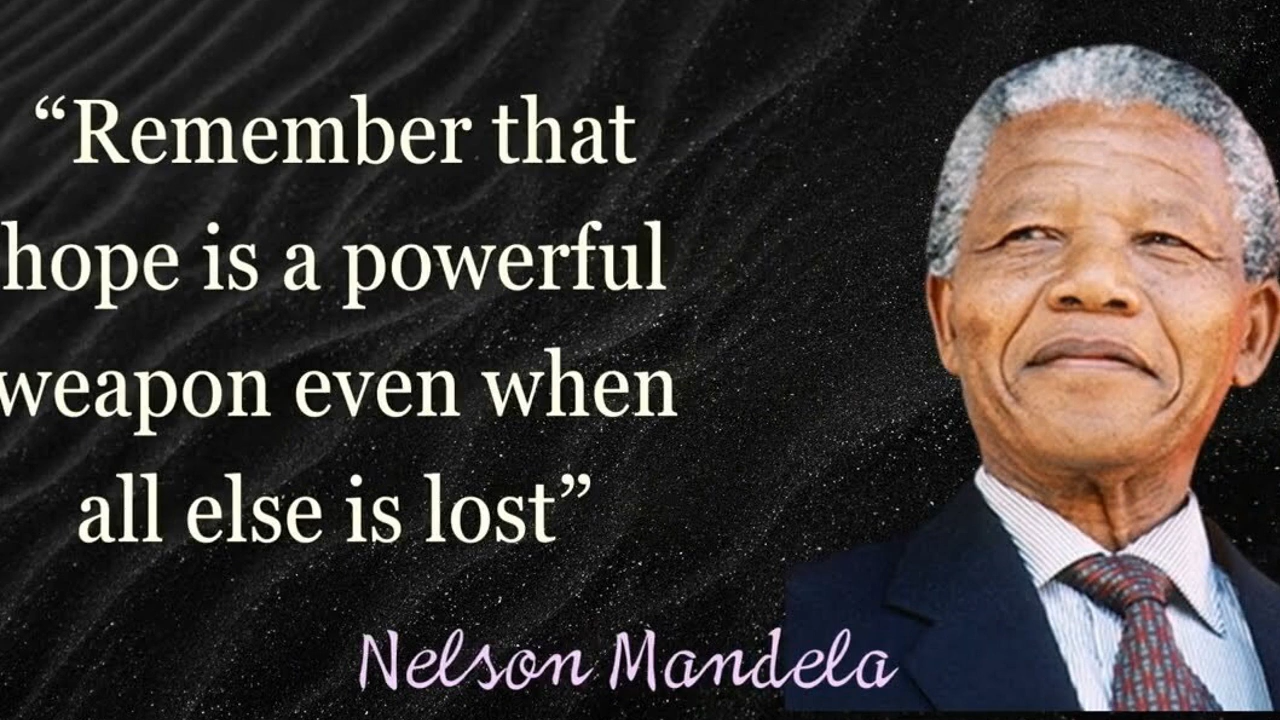 “Remember that
hope is a powerful
weapon even when
all else is lost”
Nelson Mandela